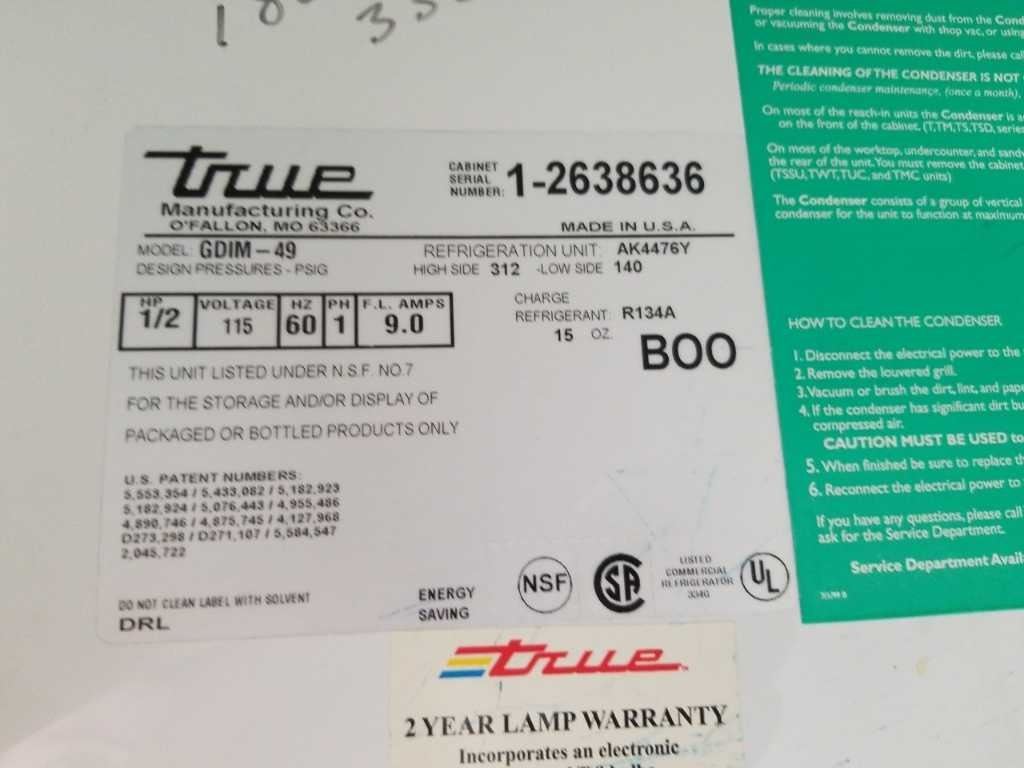 true
Manufacturing Co.
O'FALLON, MO 63366
CABINET
SERIAL
NUMBER: 1-2638636
MADE IN U.S.A.
MODEL: GDIM-49
REFRIGERATION UNIT: AK4476Y
DESIGN PRESSURES - PSIG
HIGH SIDE 312 -LOW SIDE 140
HP VOLTAGE HZ PH F.L. AMPS
1/2 115 60 1 9.0
CHARGE
REFRIGERANT: R134A
15 OZ.
BOO
THIS UNIT LISTED UNDER N.S.F. NO.7
FOR THE STORAGE AND/OR DISPLAY OF
PACKAGED OR BOTTLED PRODUCTS ONLY
U.S. PATENT NUMBERS:
5,553,354 / 5,433,082 / 5,182,923
5,182,924 / 5,076,443 / 4,955,486
4,890,746 / 4,875,745 / 4,127,968
D273,298 / D271,107 / 5,584,547
2,045,722
DO NOT CLEAN LABEL WITH SOLVENT
DRL
ENERGY
SAVING
NSF
SA
LISTED
COMMERCIAL
REFRIGERATOR
334G
UL
true
2 YEAR LAMP WARRANTY
Incorporates an electronic
Proper cleaning involves removing dust from the
or vacuuming the Condenser with shop vac, or using
In cases where you cannot remove the dirt, please
THE CLEANING OF THE CONDENSER IS NOT
Periodic condenser maintenance, (once a month),
On most of the reach-in units the Condenser is
on the front of the cabinet. (T,TM,TS,TSD, series
On most of the worktop, undercounter, and
the rear of the unit. You must remove the cabinet
(TSSU, TWT, TUC, and TMC units)
The Condenser consists of a group of vertical
condenser for the unit to function at maximum
HOW TO CLEAN THE CONDENSER
1. Disconnect the electrical power to the
2. Remove the louvered grill.
3. Vacuum or brush the dirt, lint, and
4. If the condenser has significant dirt
compressed air.
CAUTION MUST BE USED to
5. When finished be sure to replace
6. Reconnect the electrical power to
If you have any questions, please call
ask for the Service Department.
Service Department